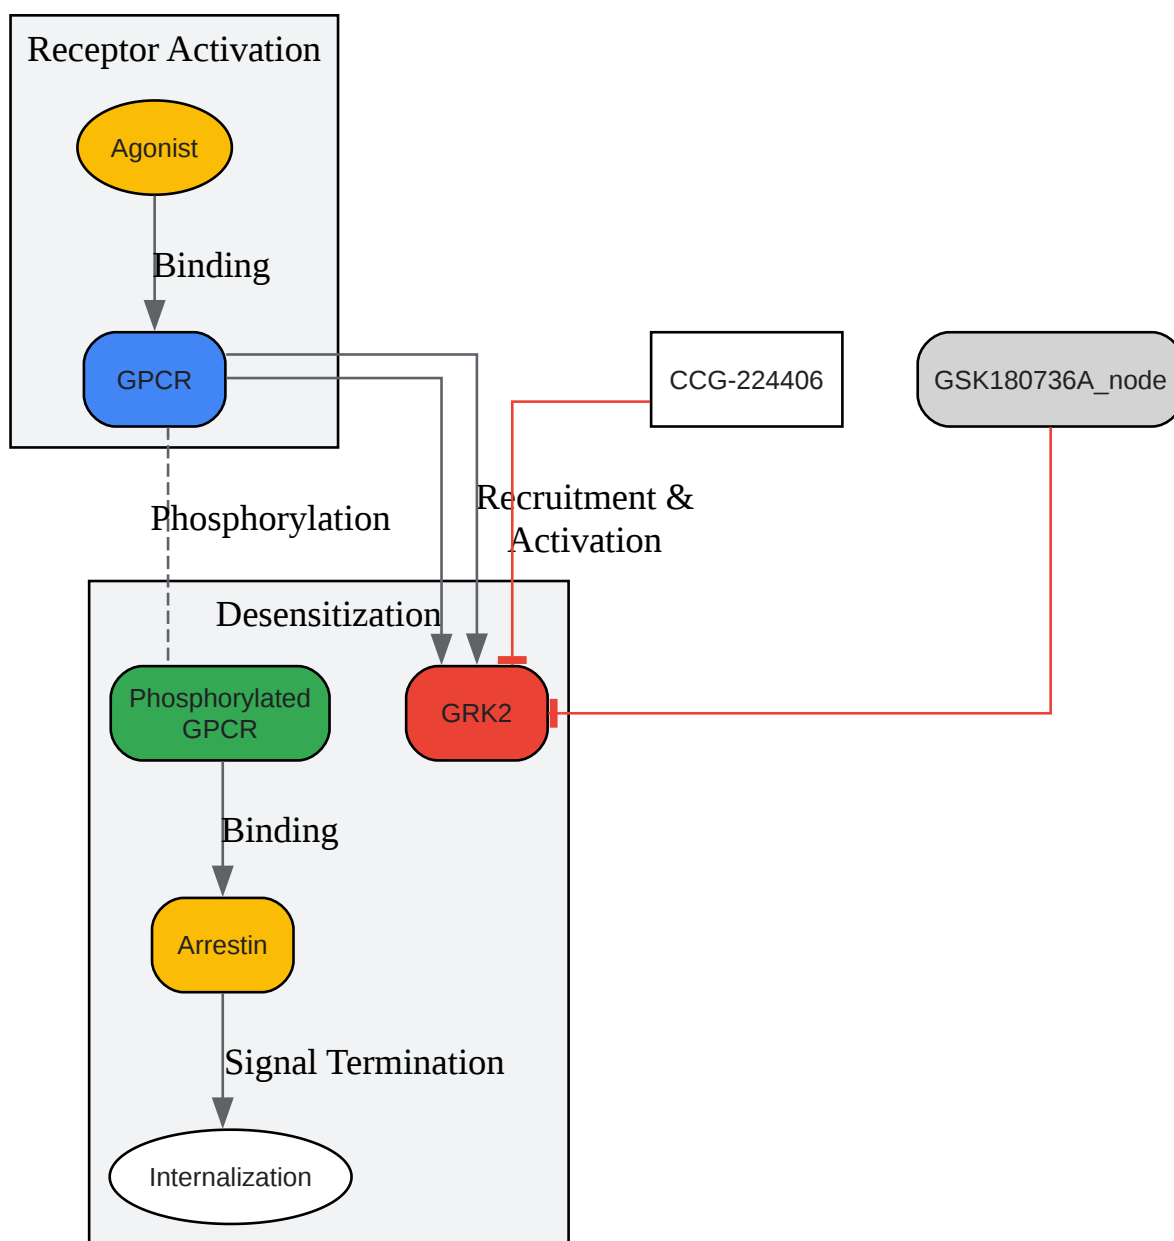 Receptor Activation
Agonist
Binding
GPCR
CCG-224406
GSK180736A_node
Phosphorylation
Recruitment &
Activation
Desensitization
Phosphorylated
GPCR
GRK2
Binding
Arrestin
Signal Termination
Internalization